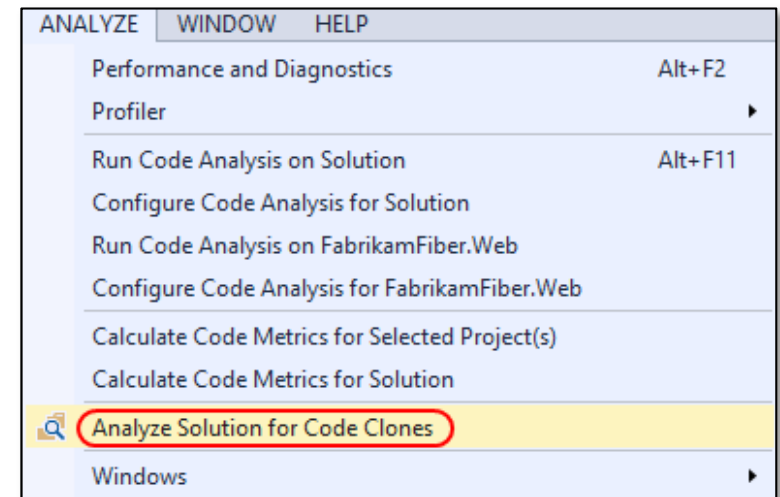 ANALYZE WINDOW HELP
Performance and Diagnostics Alt+F2
Profiler
Run Code Analysis on Solution Alt+F11
Configure Code Analysis for Solution
Run Code Analysis on FabrikamFiber.Web
Configure Code Analysis for FabrikamFiber.Web
Calculate Code Metrics for Selected Project(s)
Calculate Code Metrics for Solution
Analyze Solution for Code Clones
Windows